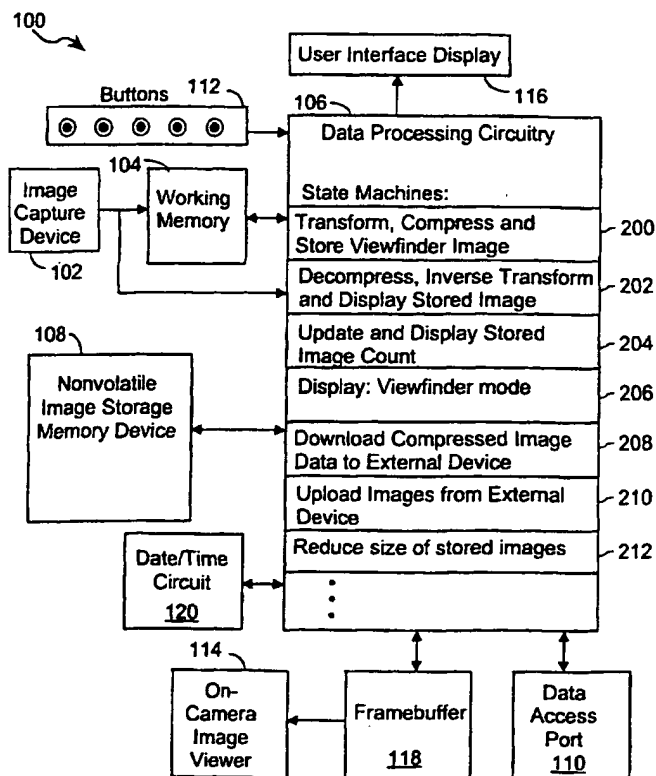 100
User Interface Display
116
Buttons
112
106
Data Processing Circuitry
104
Image
Capture
Device
102
Working
Memory
State Machines:
Transform, Compress and
Store Viewfinder Image
200
Decompress, Inverse Transform
and Display Stored Image
202
Update and Display Stored
Image Count
204
108
Nonvolatile
Image Storage
Memory Device
Display: Viewfinder mode
206
Download Compressed Image
Data to External Device
208
Upload Images from External
Device
210
Reduce size of stored images
212
Date/Time
Circuit
120
114
On-
Camera
Image
Viewer
Framebuffer
118
Data
Access
Port
110